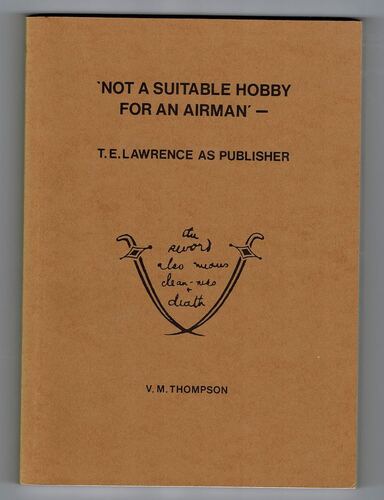 'NOT A SUITABLE HOBBY
FOR AN AIRMAN' —
T. E. LAWRENCE AS PUBLISHER
the
sword
also means
clean-ness
+
death
V. M. THOMPSON